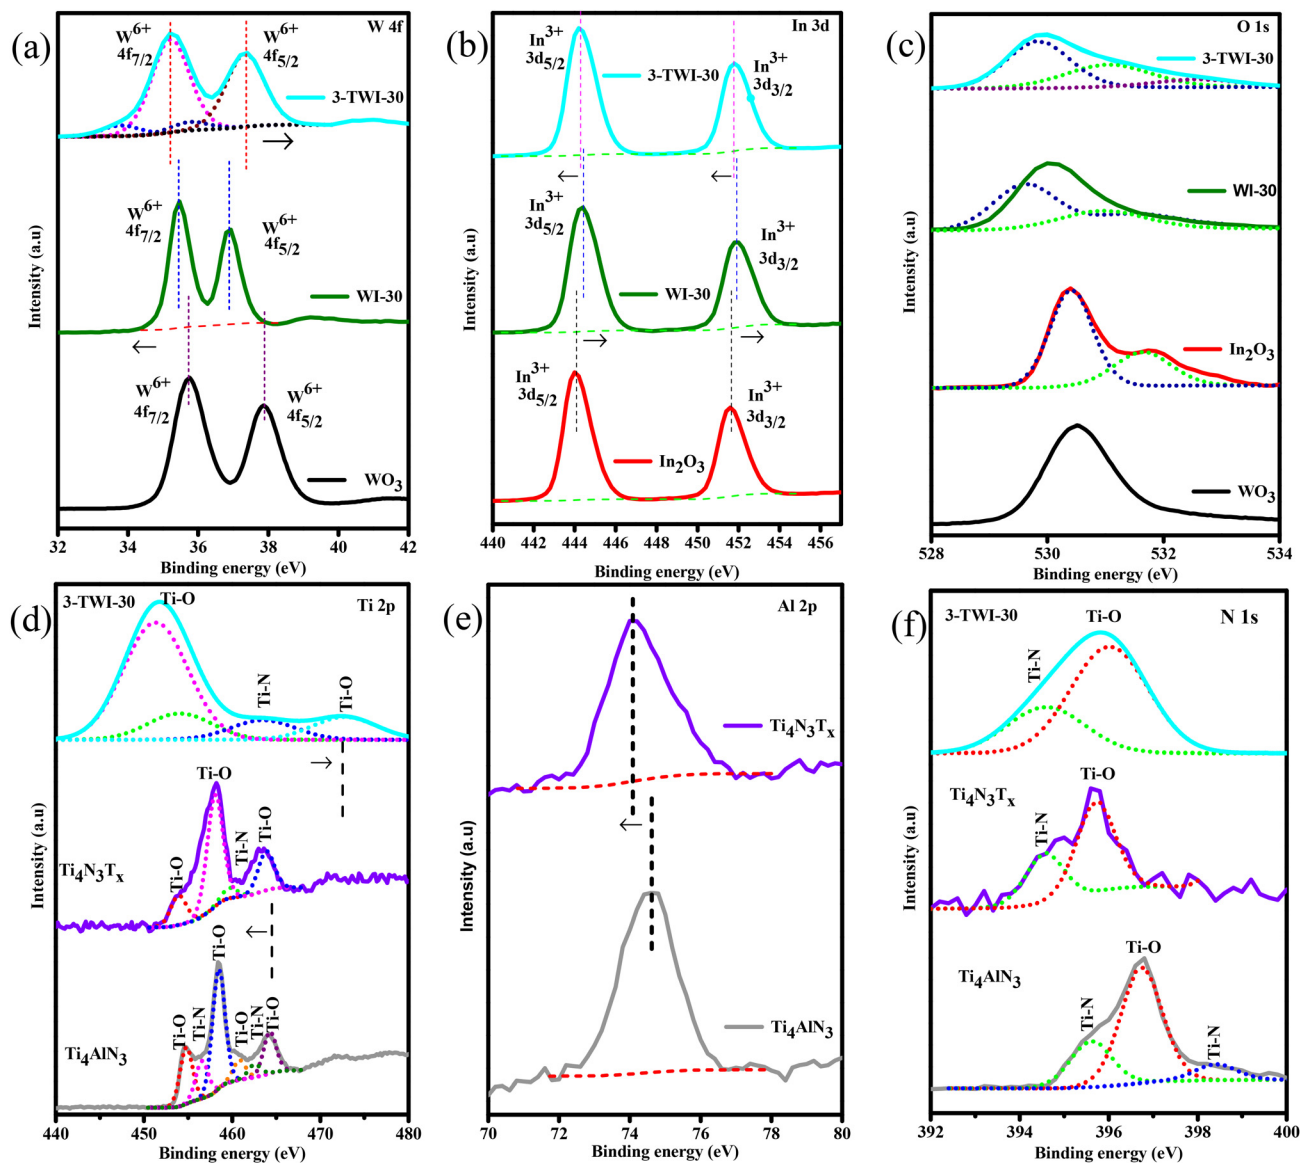 (a)
W 4f
W6+
4f7/2
W6+
4f5/2
3-TWI-30
W6+
4f7/2
W6+
4f5/2
WI-30
W6+
4f7/2
W6+
4f5/2
WO3
Intensity (a.u)
32 34 36 38 40 42
Binding energy (eV)
(b)
In 3d
In3+
3d5/2
In3+
3d3/2
3-TWI-30
In3+
3d5/2
In3+
3d3/2
WI-30
In3+
3d5/2
In3+
3d3/2
In2O3
Intensity (a.u)
440 442 444 446 448 450 452 454 456
Binding energy (eV)
(c)
O 1s
3-TWI-30
WI-30
In2O3
WO3
Intensity (a.u)
528 530 532 534
Binding energy (eV)
(d)
3-TWI-30
Ti-O
Ti 2p
Ti-N
Ti-O
Ti-O
Ti4N3Tx
Ti-O
Ti-N
Ti-O
Ti-O
Ti4AlN3
Ti-O
Ti-N
Ti-O
Ti-N
Ti-O
Intensity (a.u)
440 450 460 470 480
Binding energy (eV)
(e)
Al 2p
Ti4N3Tx
Ti4AlN3
Intensity (a.u)
70 72 74 76 78 80
Binding energy (eV)
(f)
3-TWI-30
Ti-O
N 1s
Ti-N
Ti4N3Tx
Ti-O
Ti-N
Ti-O
Ti4AlN3
Ti-N
Ti-N
Intensity (a.u)
392 394 396 398 400
Binding energy (eV)